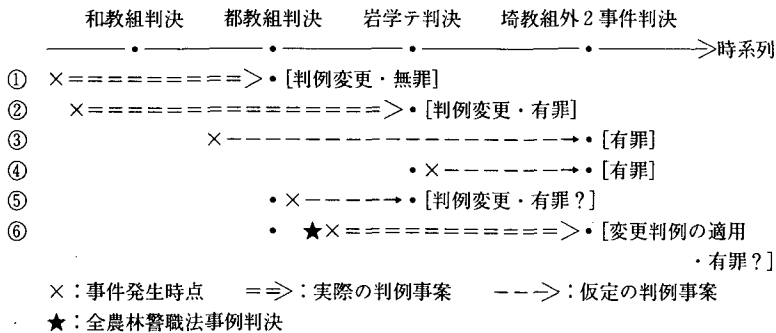 和教組判決 都教組判決 岩学テ判決 埼教組外2事件判決
時系列
① [判例変更・無罪]
② [判例変更・有罪]
③ [有罪]
④ [有罪]
⑤ [判例変更・有罪?]
⑥ ★ [変更判例の適用
・有罪?]
×:事件発生時点 ==>:実際の判例事案 --->:仮定の判例事案
★:全農林警職法事例判決